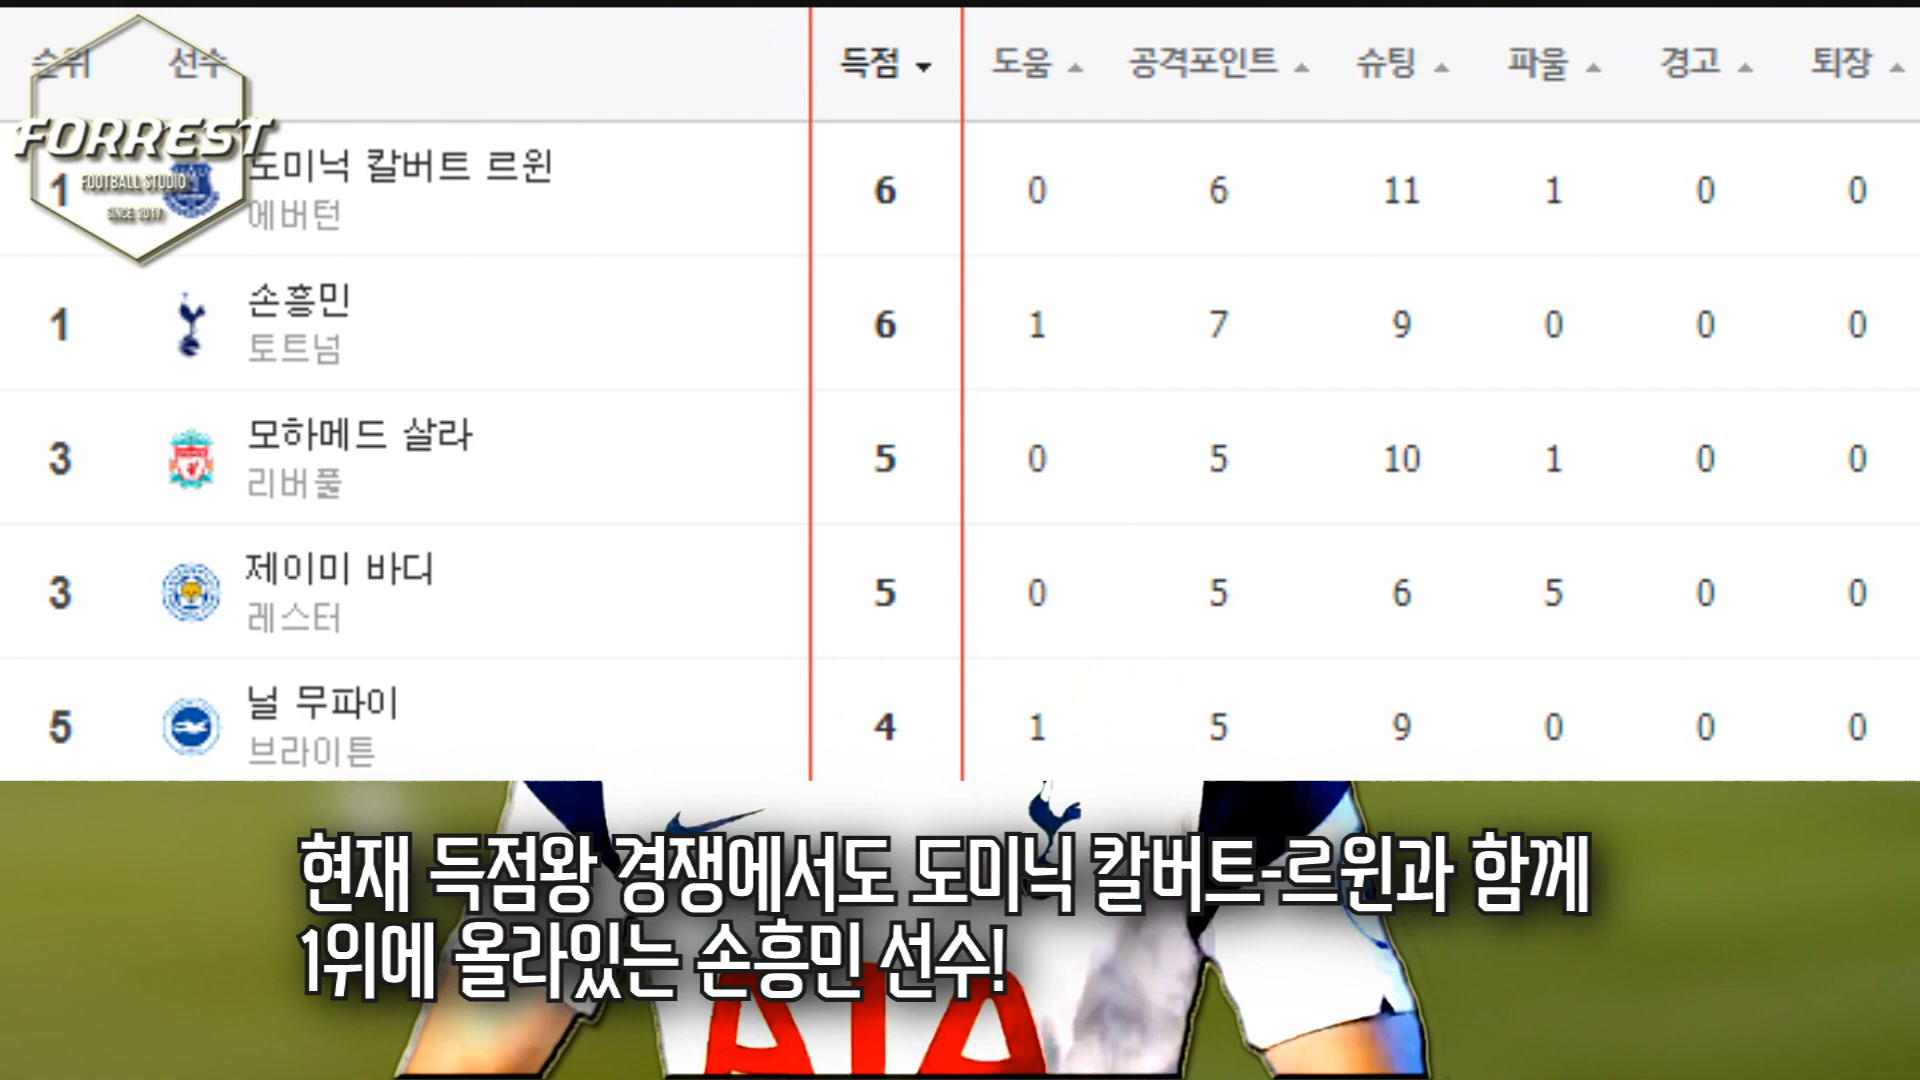 순위 선수 득점 도움 공격포인트 슈팅 파울 경고 퇴장
FORREST
FOOTBALL STUDIO
SINCE 2017
1 도미닉 칼버트 르윈 6 0 6 11 1 0 0
에버턴
1 손흥민 6 1 7 9 0 0 0
토트넘
3 모하메드 살라 5 0 5 10 1 0 0
리버풀
3 제이미 바디 5 0 5 6 5 0 0
레스터
5 닐 무파이 4 1 5 9 0 0 0
브라이튼
현재 득점왕 경쟁에서도 도미닉 칼버트-르윈과 함께
1위에 올라있는 손흥민 선수!
AIA